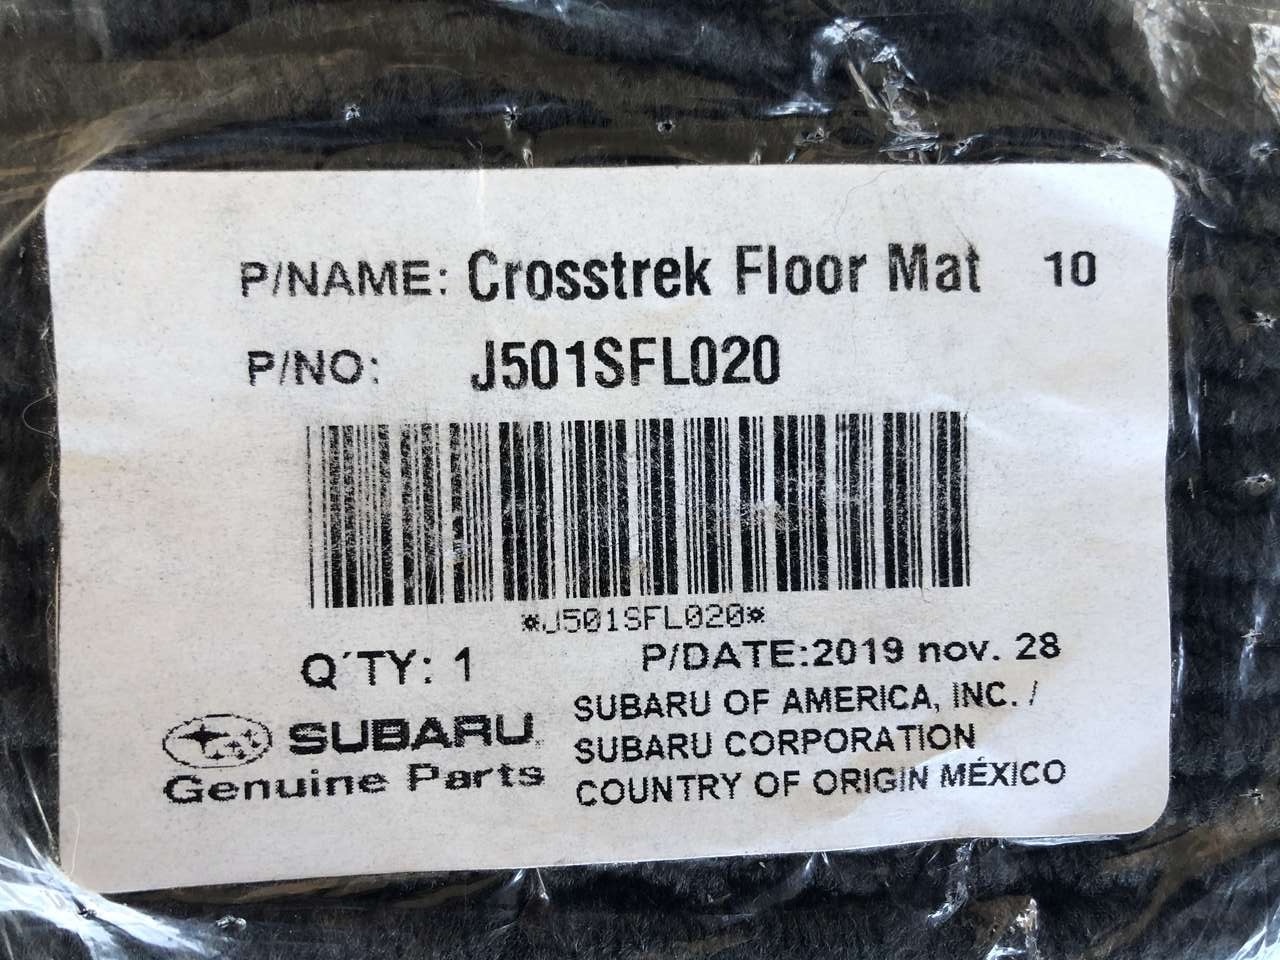 P/NAME: Crosstrek Floor Mat 10
P/NO: J501SFL020
*J501SFL020*
Q´TY: 1 P/DATE:2019 nov. 28
SUBARU
Genuine Parts
SUBARU OF AMERICA, INC. /
SUBARU CORPORATION
COUNTRY OF ORIGIN MÉXICO